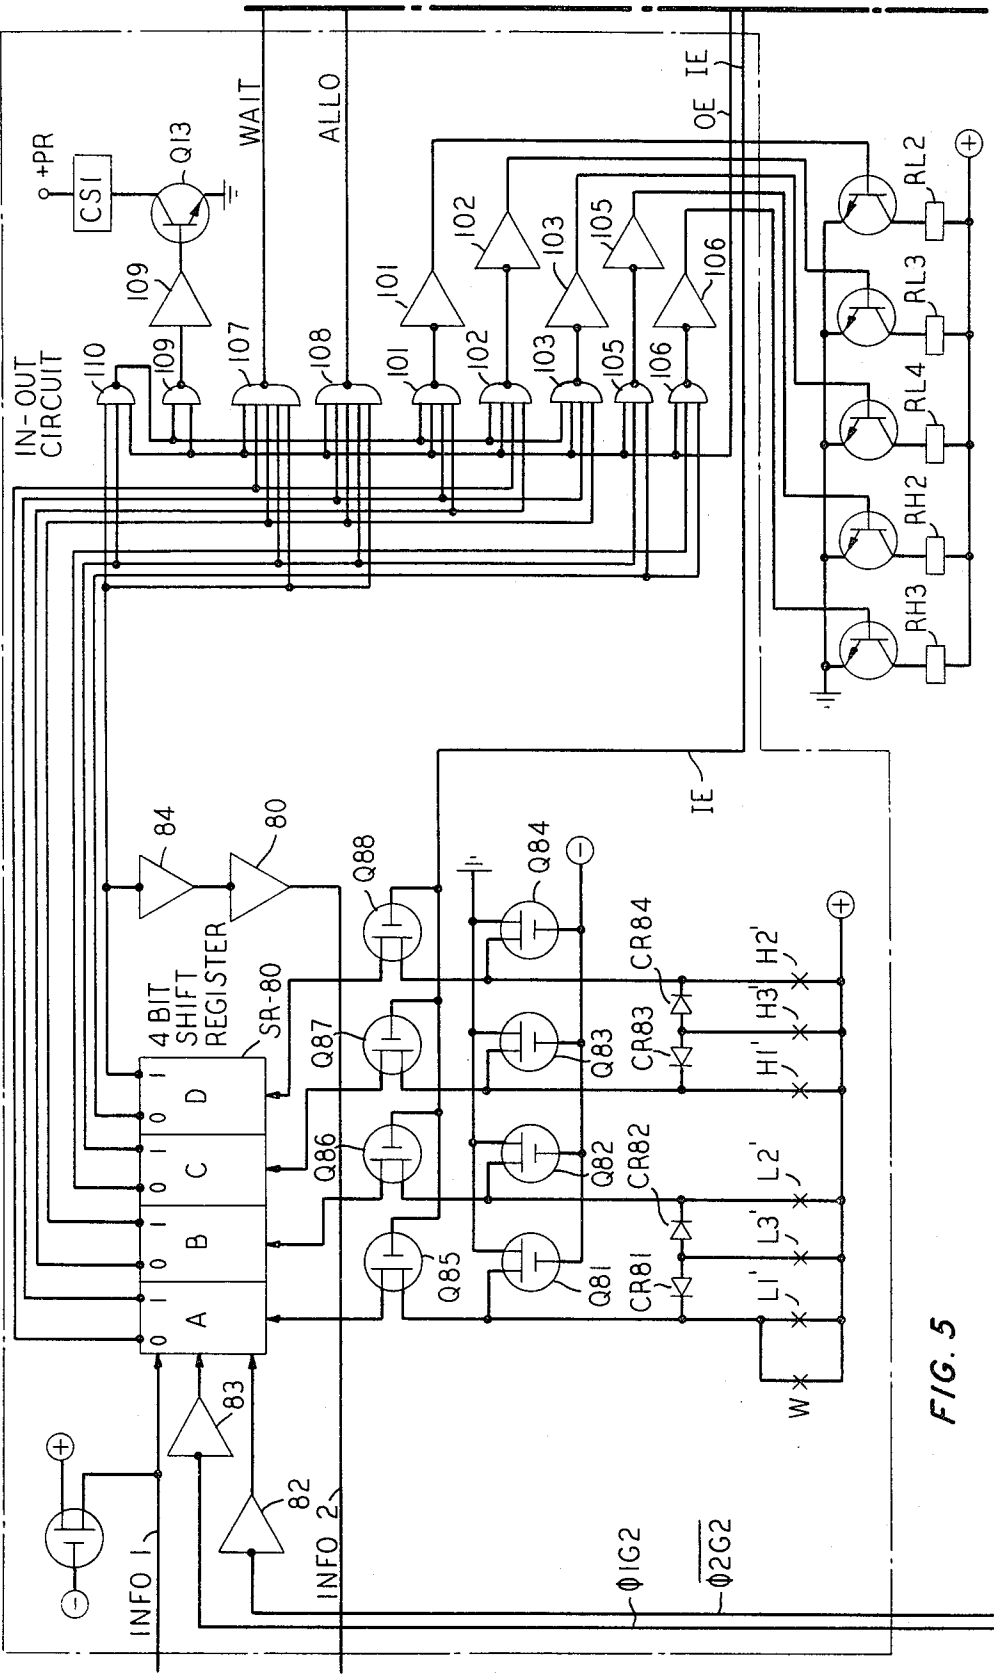 IN-OUT
CIRCUIT
+PR
CS1
Q13
109
110
109
107
WAIT
108
ALLO
101
101
102
102
103
103
105
105
106
106
OE
IE
RL2
RL3
RL4
RH2
RH3
+
4 BIT
SHIFT
REGISTER
SR-80
84
80
0 1
A
0 1
B
0 1
C
0 1
D
83
82
+
-
INFO 1
INFO 2
Q85
Q86
Q87
Q88
IE
Q81
Q82
Q83
Q84
-
CR81
CR82
CR83
CR84
W
L1'
L3'
L2'
H1'
H3'
H2'
+
Φ1G2
Φ2G2
FIG. 5